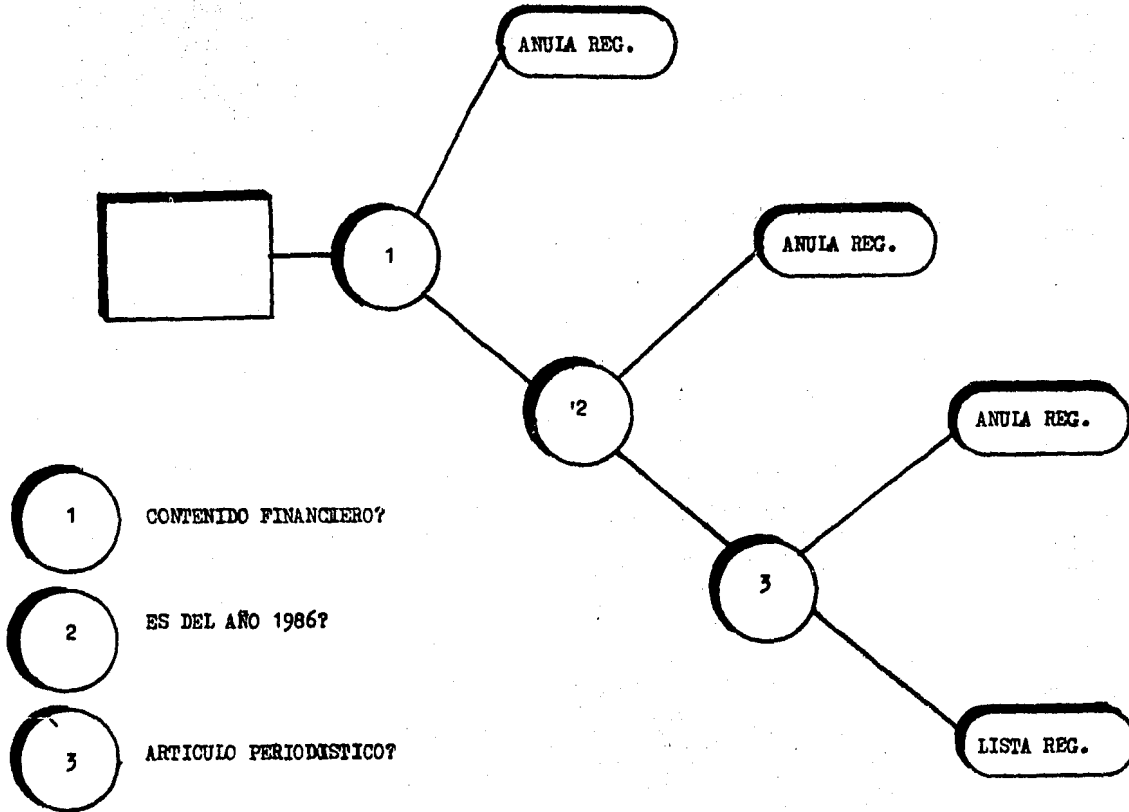 ANULA REG.
ANULA REG.
1
2
ANULA REG.
3
LISTA REG.
1 CONTENIDO FINANCIERO?
2 ES DEL AÑO 1986?
3 ARTICULO PERIODISTICO?